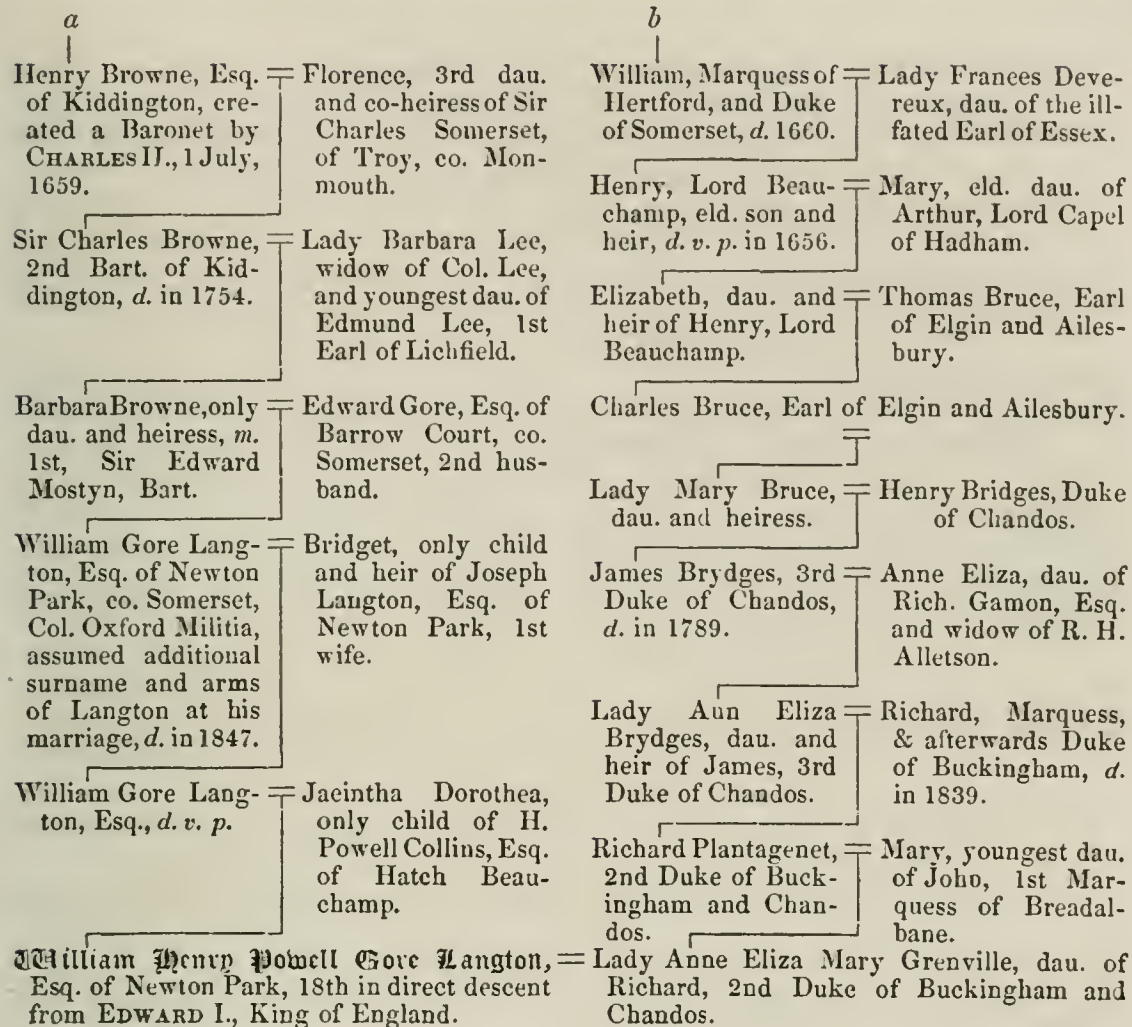 a
Henry Browne, Esq.
of Kiddington, cre-
ated a Baronet by
CHARLES II., 1 July,
1659.
Florence, 3rd dau.
and co-heiress of Sir
Charles Somerset,
of Troy, co. Mon-
mouth.
Sir Charles Browne,
2nd Bart. of Kid-
dington, d. in 1754.
Lady Barbara Lee,
widow of Col. Lee,
and youngest dau. of
Edmund Lee, 1st
Earl of Lichfield.
Barbara Browne, only
dau. and heiress, m.
1st, Sir Edward
Mostyn, Bart.
Edward Gore, Esq. of
Barrow Court, co.
Somerset, 2nd hus-
band.
William Gore Lang-
ton, Esq. of Newton
Park, co. Somerset,
Col. Oxford Militia,
assumed additional
surname and arms
of Langton at his
marriage, d. in 1847.
Bridget, only child
and heir of Joseph
Langton, Esq. of
Newton Park, 1st
wife.
William Gore Lang-
ton, Esq., d. v. p.
Jacintha Dorothea,
only child of H.
Powell Collins, Esq.
of Hatch Beau-
champ.
b
William, Marquess of
Hertford, and Duke
of Somerset, d. 1660.
Lady Frances Deve-
reux, dau. of the ill-
fated Earl of Essex.
Henry, Lord Beau-
champ, eld. son and
heir, d. v. p. in 1656.
Mary, eld. dau. of
Arthur, Lord Capel
of Hadham.
Elizabeth, dau. and
heir of Henry, Lord
Beauchamp.
Thomas Bruce, Earl
of Elgin and Ailes-
bury.
Charles Bruce, Earl of Elgin and Ailesbury.
Lady Mary Bruce,
dau. and heiress.
Henry Bridges, Duke
of Chandos.
James Brydges, 3rd
Duke of Chandos,
d. in 1789.
Anne Eliza, dau. of
Rich. Gamon, Esq.
and widow of R. H.
Alletson.
Lady Aun Eliza
Brydges, dau. and
heir of James, 3rd
Duke of Chandos.
Richard, Marquess,
& afterwards Duke
of Buckingham, d.
in 1839.
Richard Plantagenet,
2nd Duke of Buck-
ingham and Chan-
dos.
Mary, youngest dau.
of John, 1st Mar-
quess of Breadal-
bane.
William Henry Powell Gore Langton,
Esq. of Newton Park, 18th in direct descent
from EDWARD I., King of England.
Lady Anne Eliza Mary Grenville, dau. of
Richard, 2nd Duke of Buckingham and
Chandos.